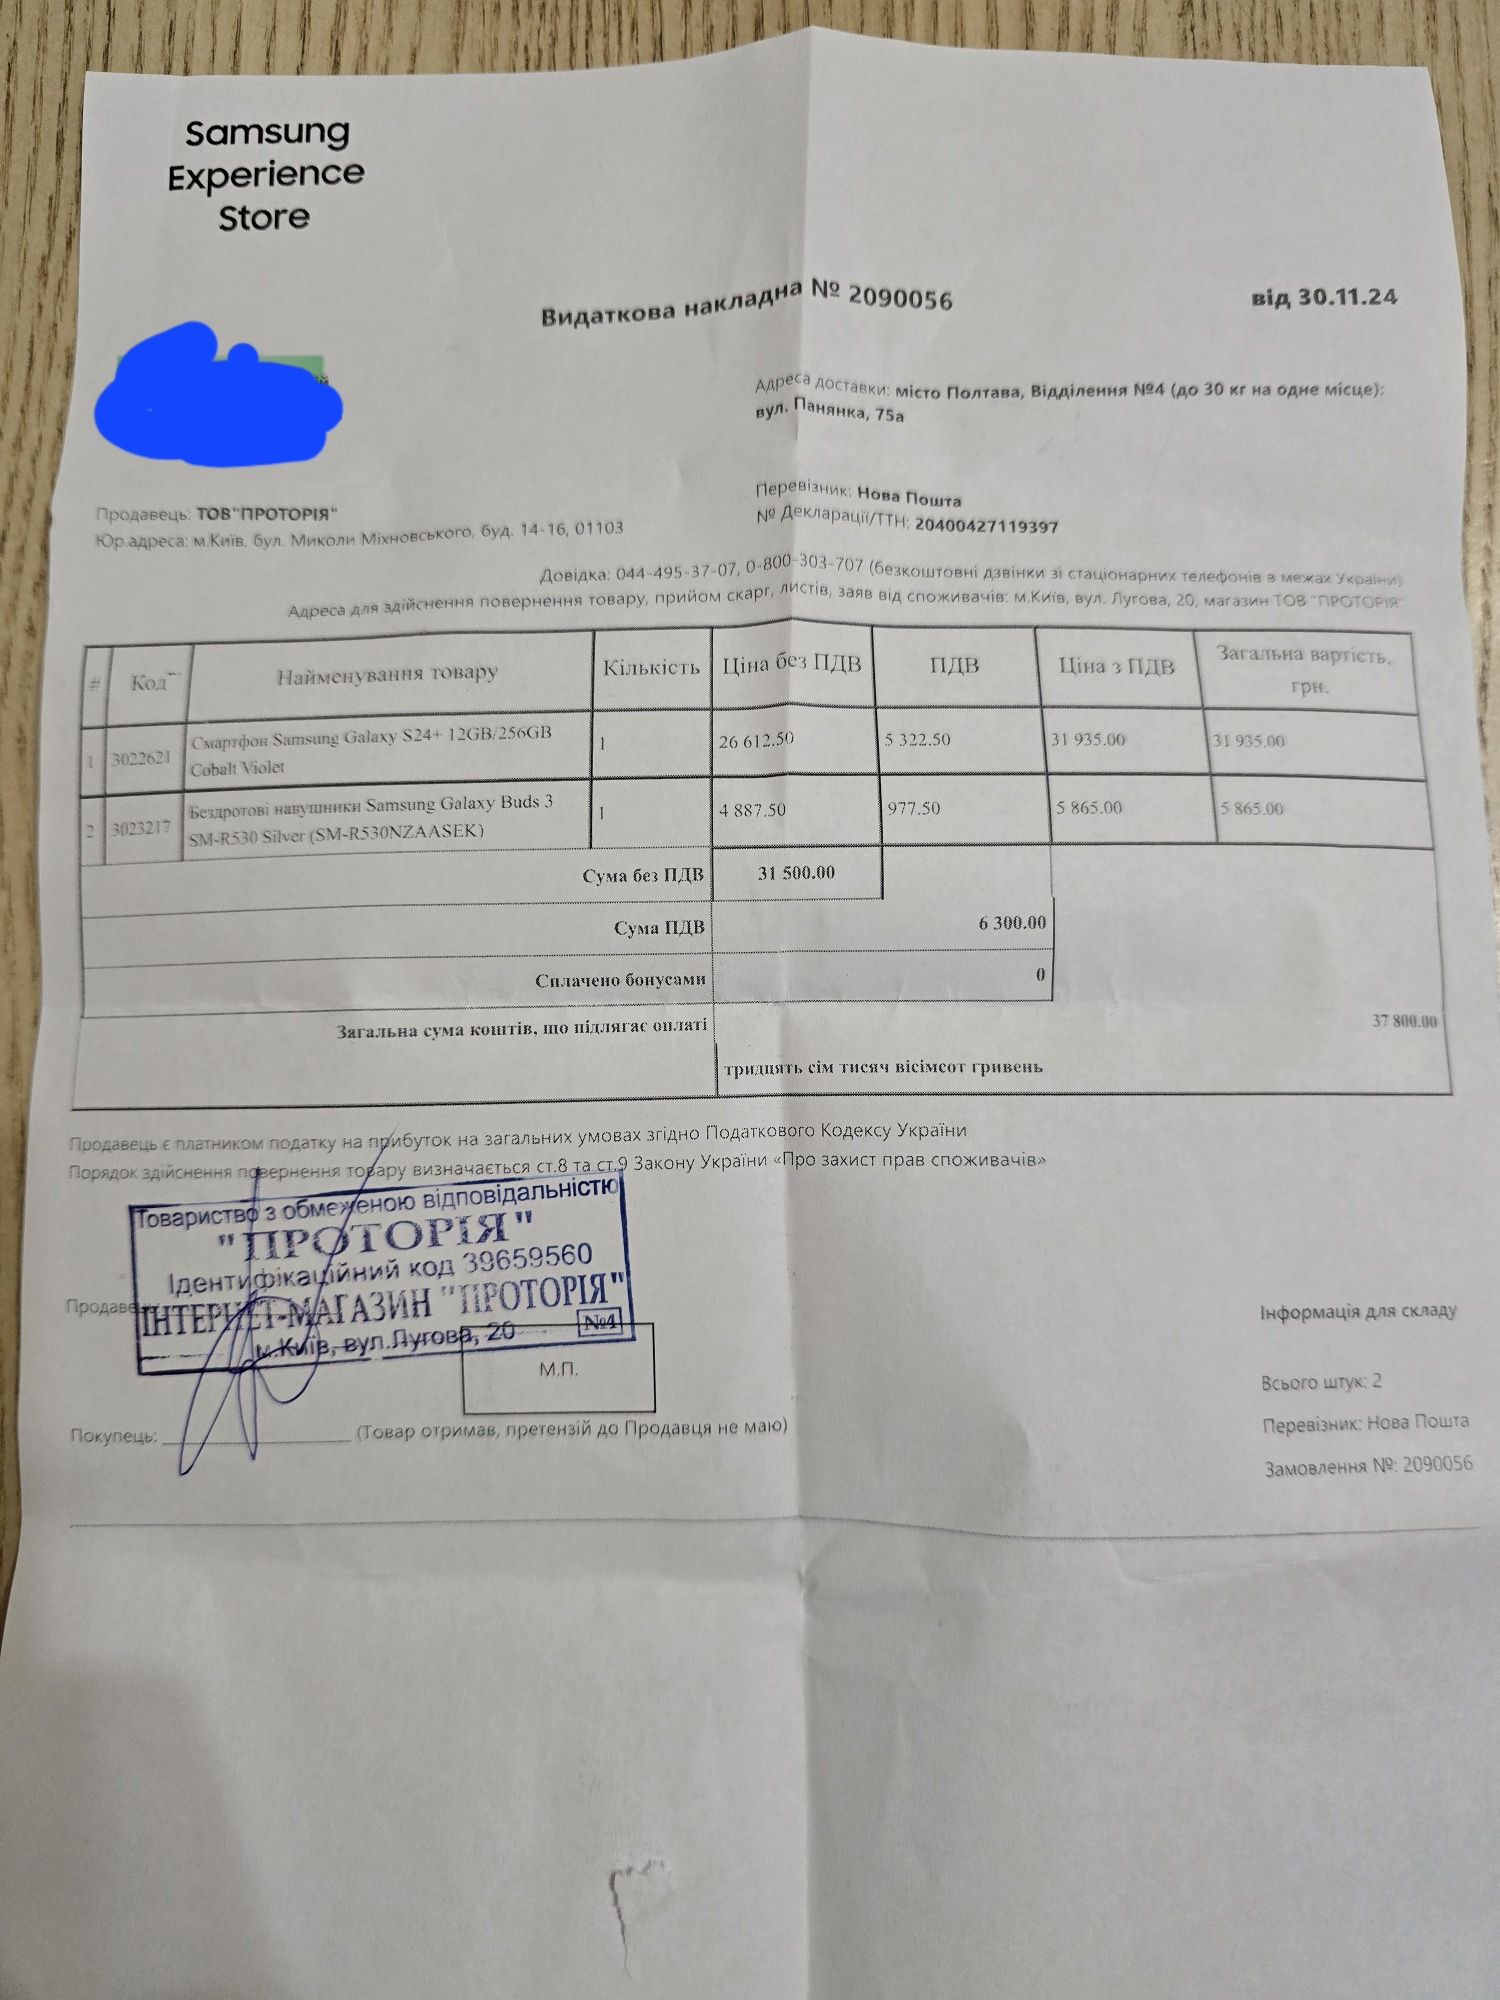 Samsung
Experience
Store
Видаткова накладна № 2090056
від 30.11.24
Адреса доставки: місто Полтава, Відділення №4 (до 30 кг на одне місце):
вул. Панянка, 75а
Перевізник: Нова Пошта
№ Декларації/ТТН: 20400427119397
Продавець: ТОВ"ПРОТОРІЯ"
Юр адреса: м.Київ, бул. Миколи Міхновського, буд. 14-16, 01103
Довідка: 044-495-37-07, 0-800-303-707 (безкоштовні дзвінки зі стаціонарних телефонів в межах України)
Адреса для здійснення повернення товару, прийом скарг, листів, заяв від споживачів: м.Київ, вул. Лугова, 20, магазин ТОВ "ПРОТОРІЯ"
# Код Найменування товару Кількість Ціна без ПДВ ПДВ Ціна з ПДВ Загальна вартість,
грн.
1 3022621 Смартфон Samsung Galaxy S24+ 12GB/256GB 1 26 612.50 5 322.50 31 935.00 31 935.00
Cobalt Violet
2 3023217 Бездротові навушники Samsung Galaxy Buds 3 1 4 887.50 977.50 5 865.00 5 865.00
SM-R530 Silver (SM-R530NZAASEK)
Сума без ПДВ 31 500.00
Сума ПДВ 6 300.00
Сплачено бонусами 0
Загальна сума коштів, що підлягає оплаті 37 800.00
тридцять сім тисяч вісімсот гривень
Продавець є платником податку на прибуток на загальних умовах згідно Податкового Кодексу України
Порядок здійснення повернення товару визначається ст.8 та ст.9 Закону України «Про захист прав споживачів»
Товариство з обмеженою відповідальністю
"ПРОТОРІЯ"
Ідентифікаційний код 39659560
ІНТЕРНЕТ-МАГАЗИН "ПРОТОРІЯ"
м.Київ, вул.Лугова, 20 №4
Продавець:
М.П.
Покупець: (Товар отримав, претензій до Продавця не маю)
Інформація для складу
Всього штук: 2
Перевізник: Нова Пошта
Замовлення №: 2090056